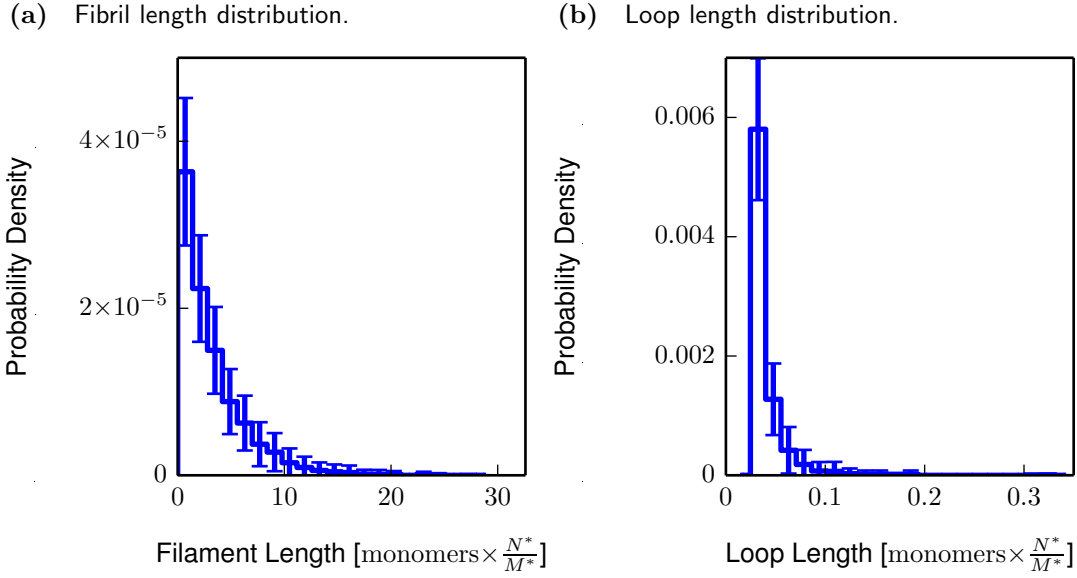 (a) Fibril length distribution.
Probability Density
4×10⁻⁵
2×10⁻⁵
0
0 10 20 30
Filament Length [monomers×N*/M*]
(b) Loop length distribution.
Probability Density
0.006
0.004
0.002
0
0 0.1 0.2 0.3
Loop Length [monomers×N*/M*]